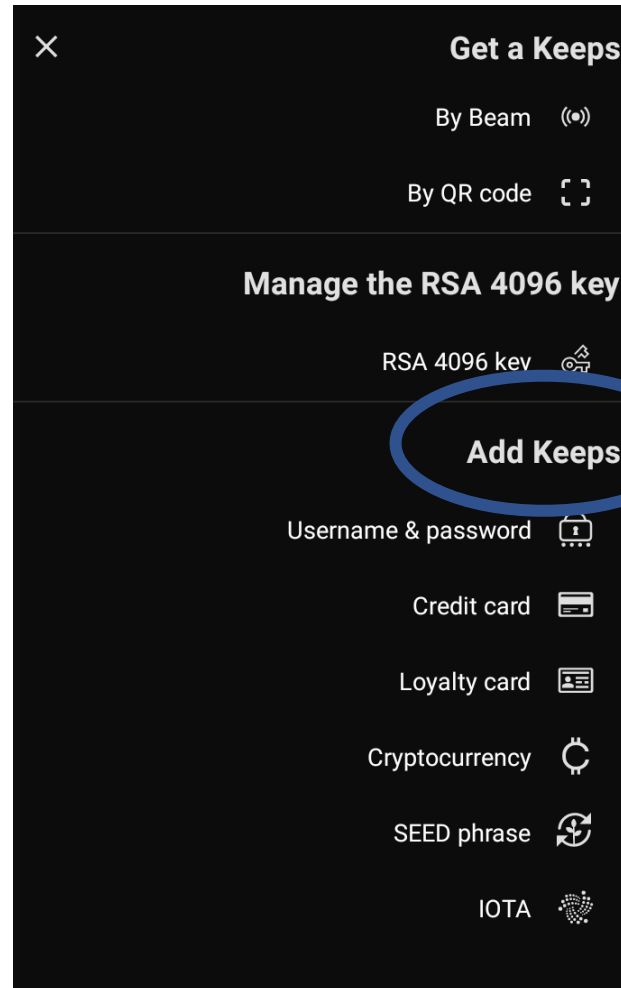 Get a Keeps
By Beam
By QR code
Manage the RSA 4096 key
RSA 4096 key
Add Keeps
Username & password
Credit card
Loyalty card
Cryptocurrency
SEED phrase
IOTA